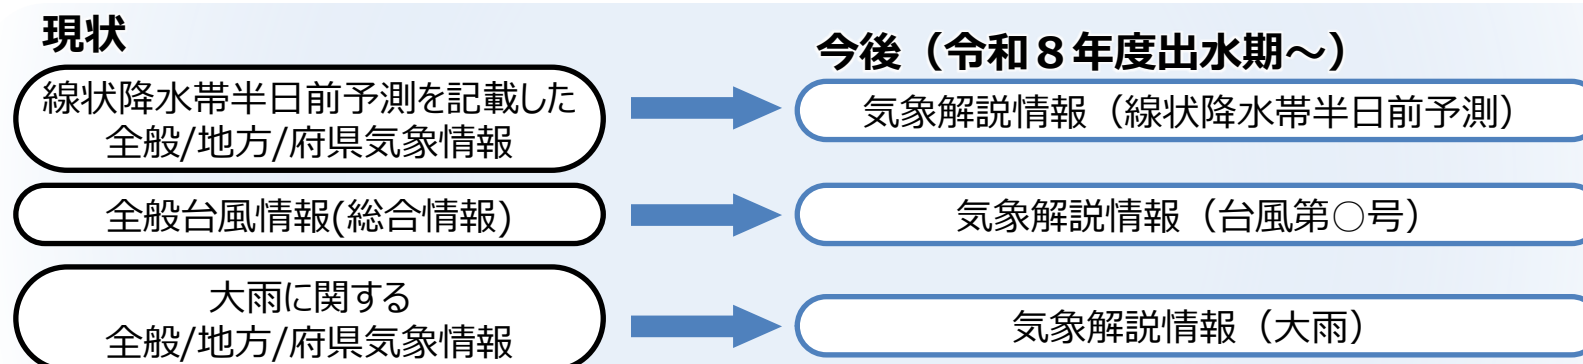 現状
今後（令和８年度出水期～）
線状降水帯半日前予測を記載した
全般/地方/府県気象情報
気象解説情報（線状降水帯半日前予測）
全般台風情報(総合情報)
気象解説情報（台風第○号）
大雨に関する
全般/地方/府県気象情報
気象解説情報（大雨）